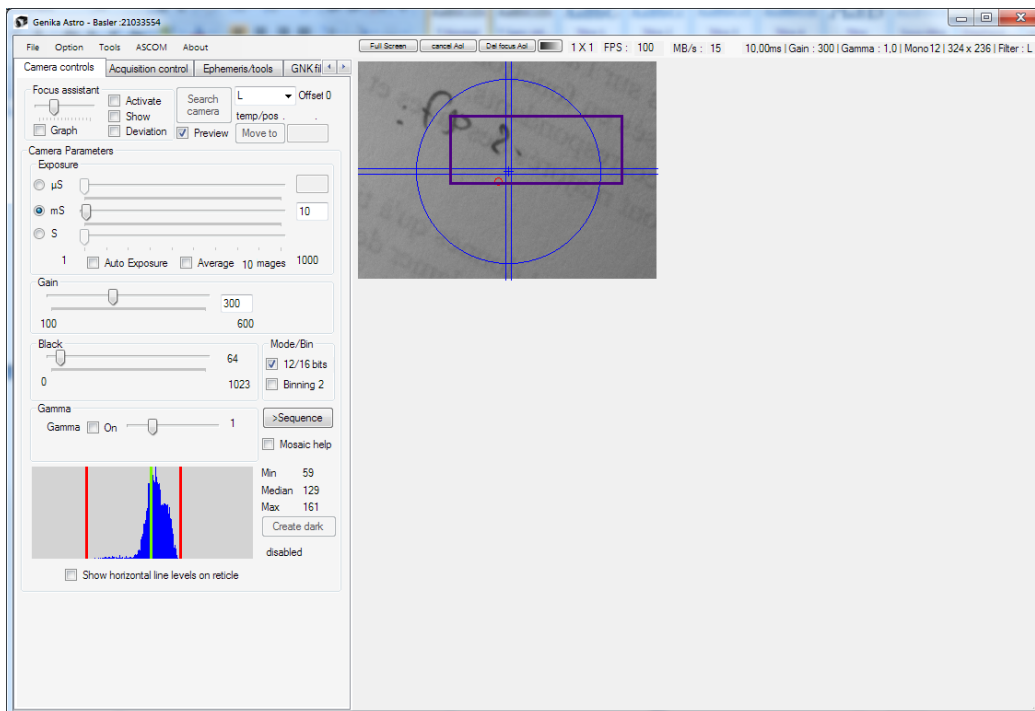 Genika Astro - Basler :21033554
File Option Tools ASCOM About
Full Screen cancel AoI Del focus AoI 1 X 1 FPS : 100 MB/s : 15 10,00ms | Gain : 300 | Gamma : 1,0 | Mono12 | 324 x 236 | Filter : L
Camera controls Acquisition control Ephemeris/tools GNK fil
Focus assistant
Activate
Show
Deviation
Graph
Search camera
Preview
L Offset 0
temp/pos . .
Move to
Camera Parameters
Exposure
µS
mS 10
S
1 Auto Exposure Average 10 mages 1000
Gain
300
100 600
Black
64
0 1023
Mode/Bin
12/16 bits
Binning 2
Gamma
Gamma On 1
>Sequence
Mosaic help
Min 59
Median 129
Max 161
Create dark
disabled
Show horizontal line levels on reticle